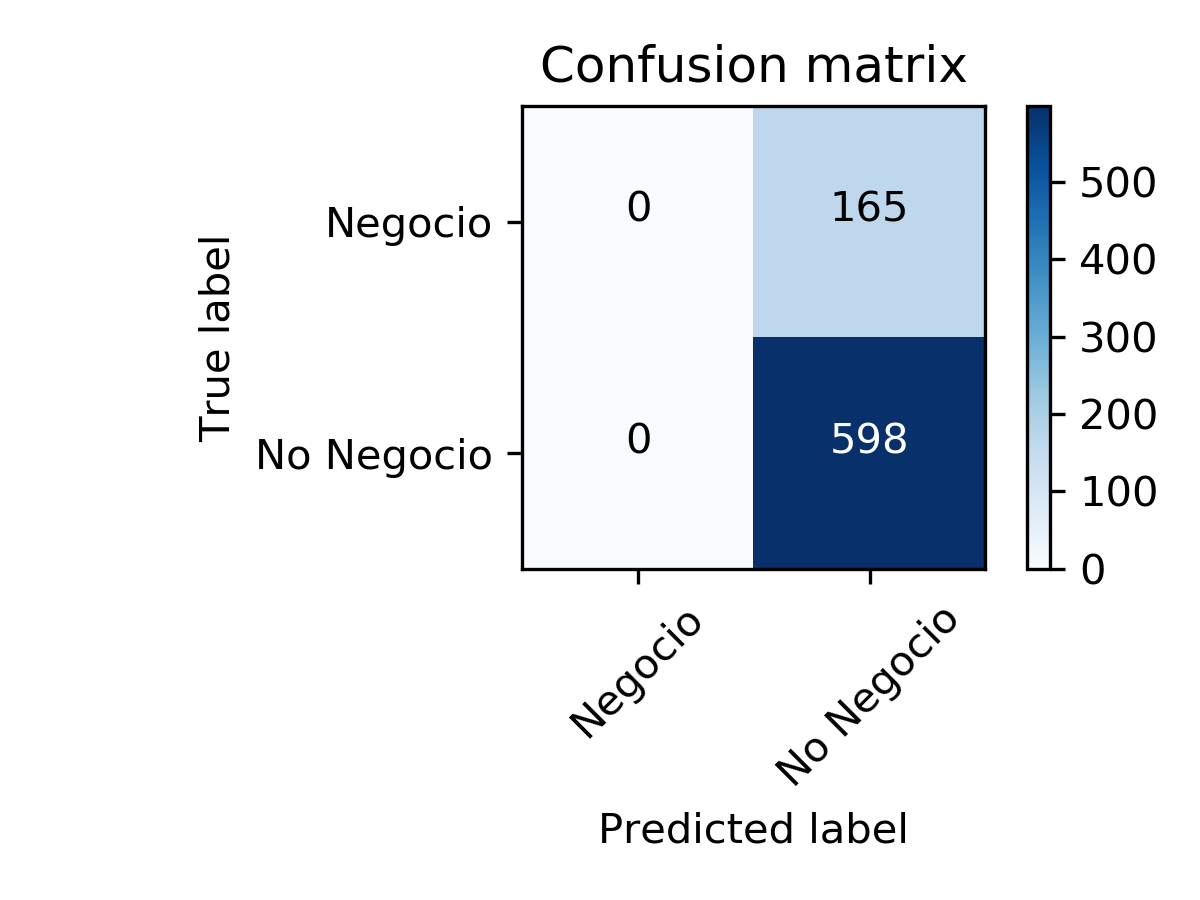 Confusion matrix
True label
Negocio
0
165
No Negocio
0
598
Negocio
No Negocio
Predicted label
500
400
300
200
100
0